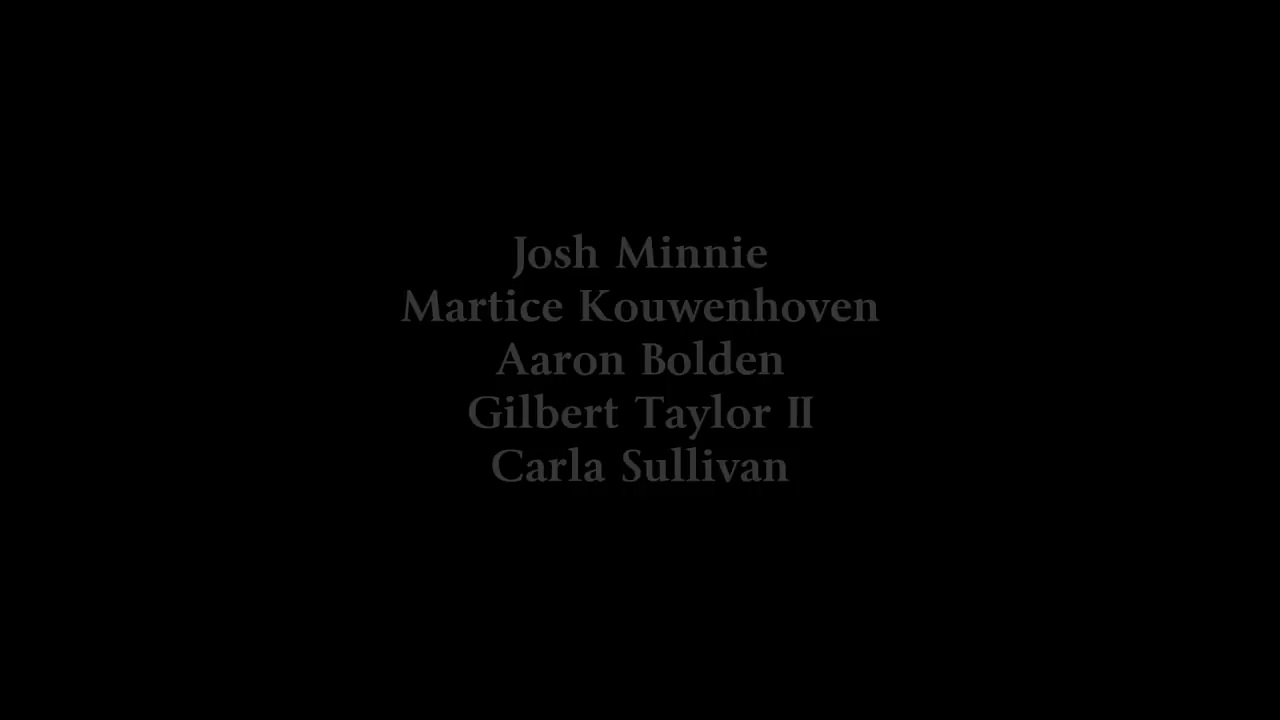 Josh Minnie
Martice Kouwenhoven
Aaron Bolden
Gilbert Taylor II
Carla Sullivan